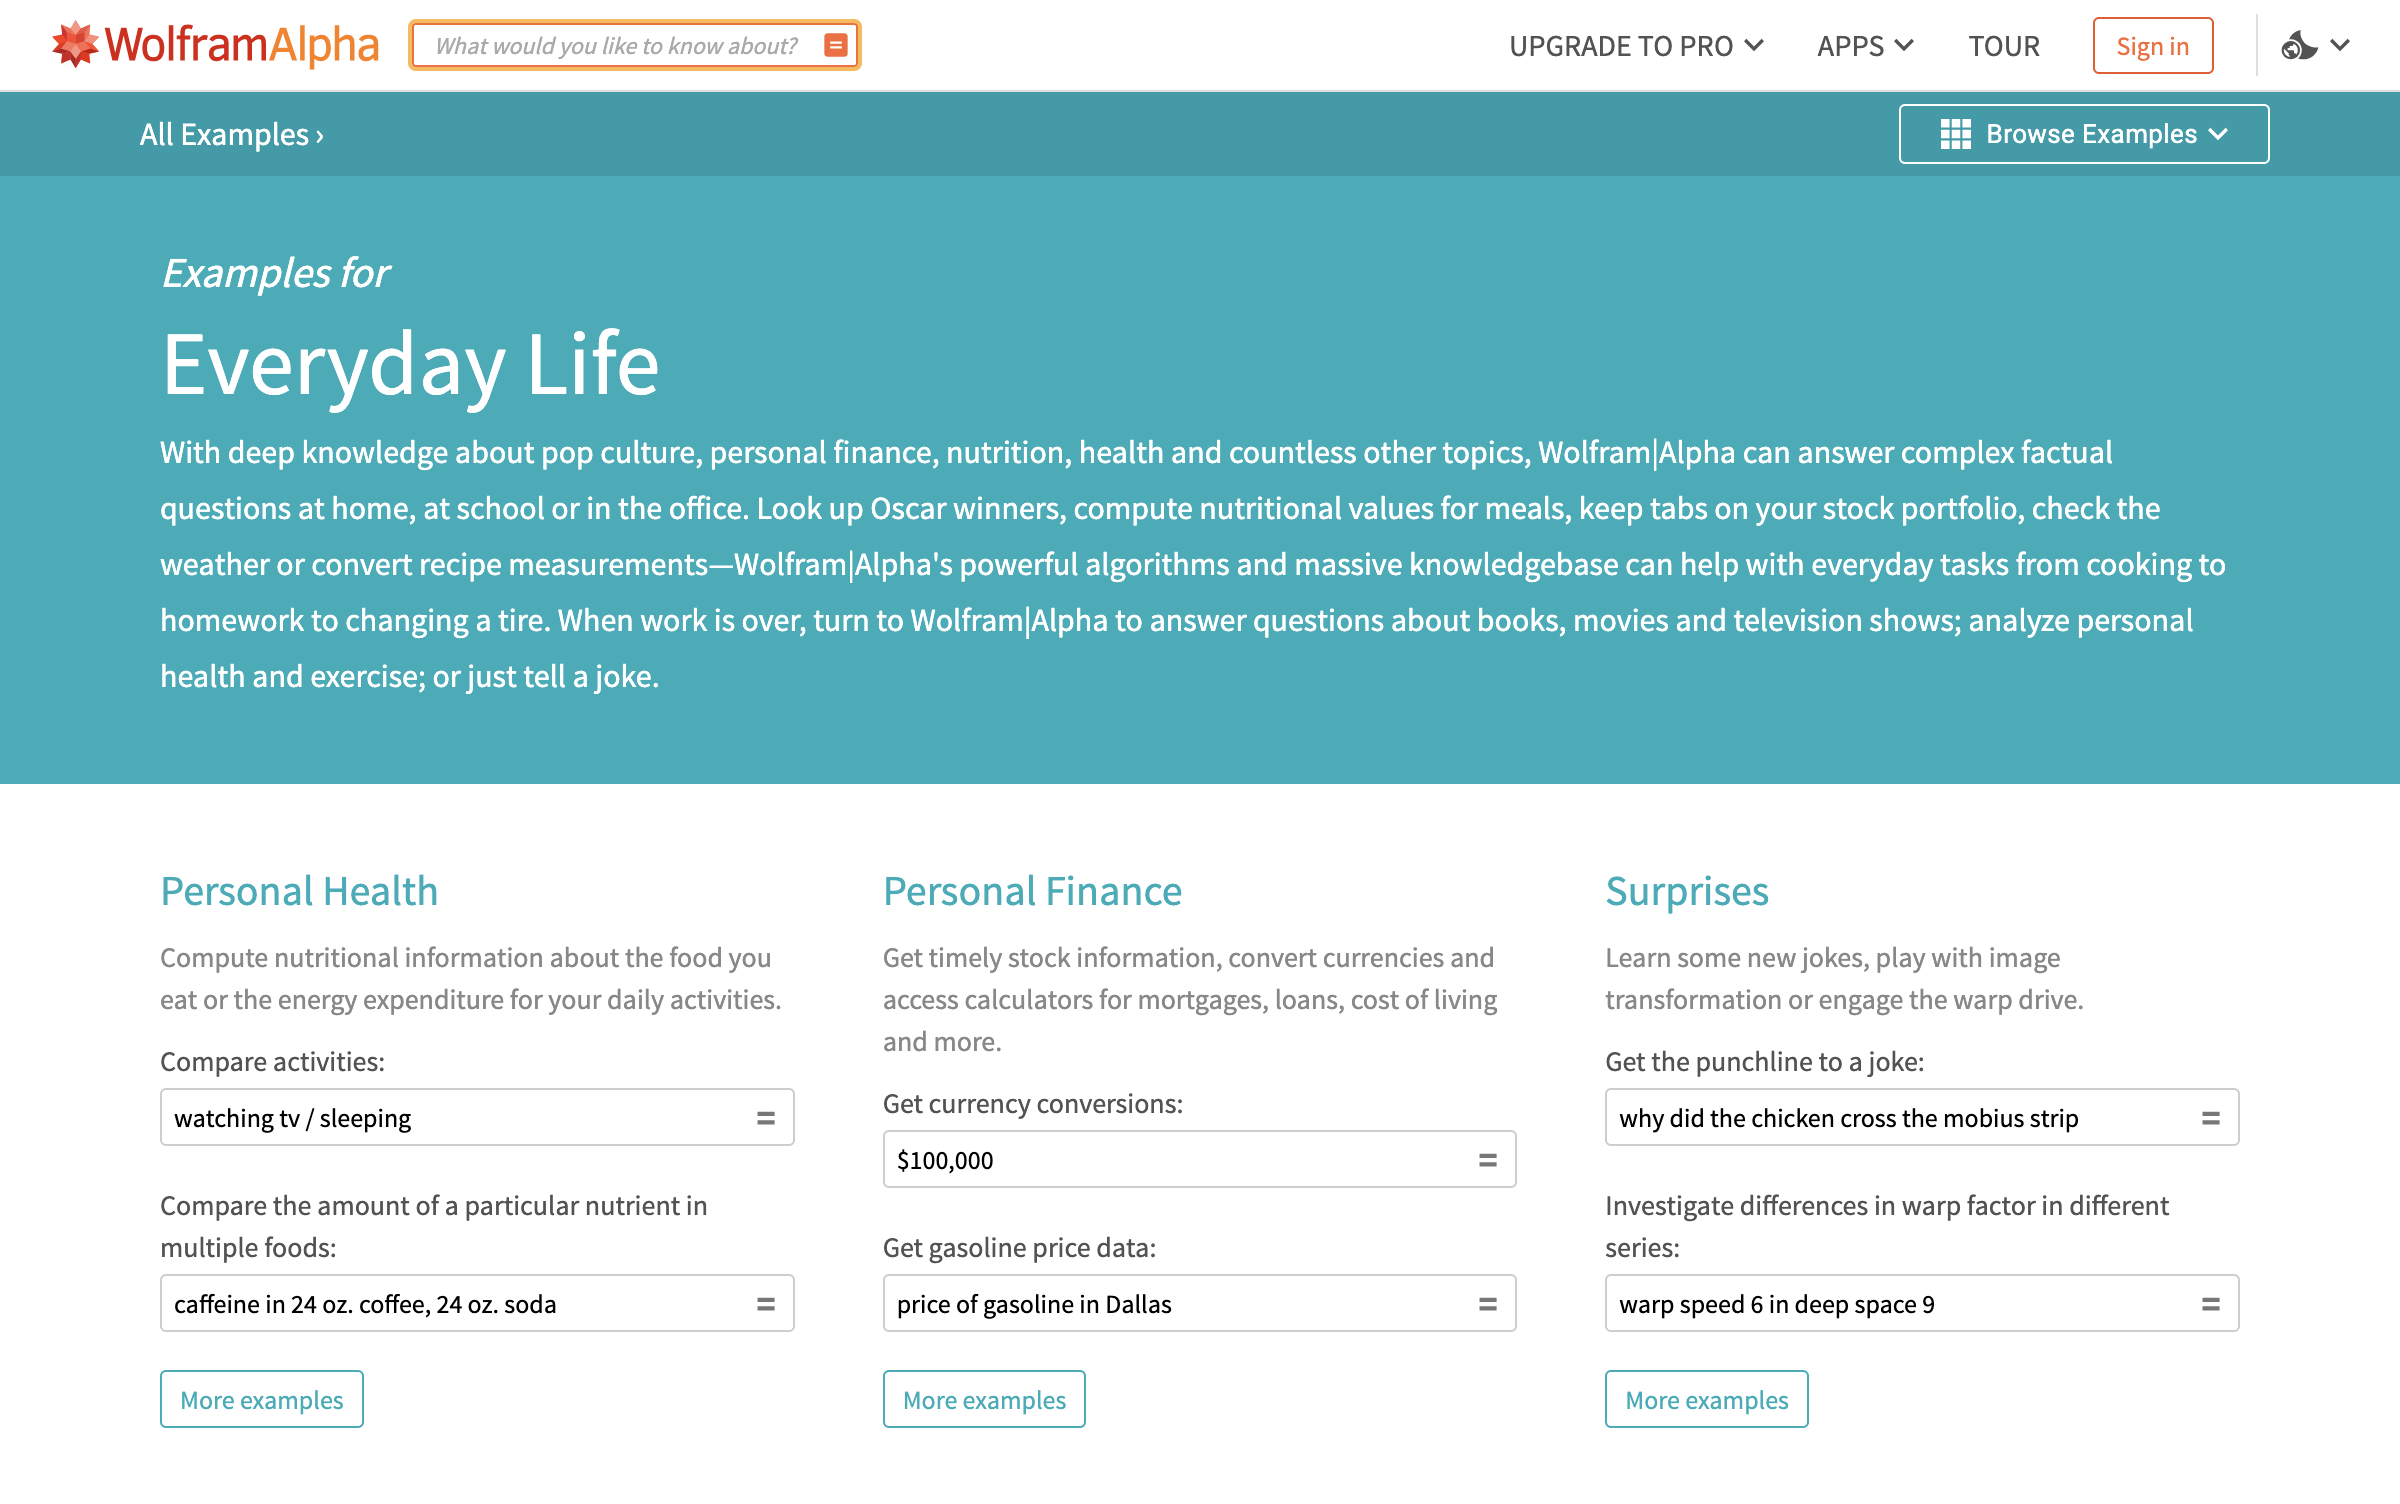 WolframAlpha
What would you like to know about?
UPGRADE TO PRO
APPS
TOUR
Sign in
All Examples ›
Browse Examples
Examples for
Everyday Life
With deep knowledge about pop culture, personal finance, nutrition, health and countless other topics, Wolfram|Alpha can answer complex factual
questions at home, at school or in the office. Look up Oscar winners, compute nutritional values for meals, keep tabs on your stock portfolio, check the
weather or convert recipe measurements—Wolfram|Alpha's powerful algorithms and massive knowledgebase can help with everyday tasks from cooking to
homework to changing a tire. When work is over, turn to Wolfram|Alpha to answer questions about books, movies and television shows; analyze personal
health and exercise; or just tell a joke.
Personal Health
Compute nutritional information about the food you
eat or the energy expenditure for your daily activities.
Compare activities:
watching tv / sleeping
Compare the amount of a particular nutrient in
multiple foods:
caffeine in 24 oz. coffee, 24 oz. soda
More examples
Personal Finance
Get timely stock information, convert currencies and
access calculators for mortgages, loans, cost of living
and more.
Get currency conversions:
$100,000
Get gasoline price data:
price of gasoline in Dallas
More examples
Surprises
Learn some new jokes, play with image
transformation or engage the warp drive.
Get the punchline to a joke:
why did the chicken cross the mobius strip
Investigate differences in warp factor in different
series:
warp speed 6 in deep space 9
More examples